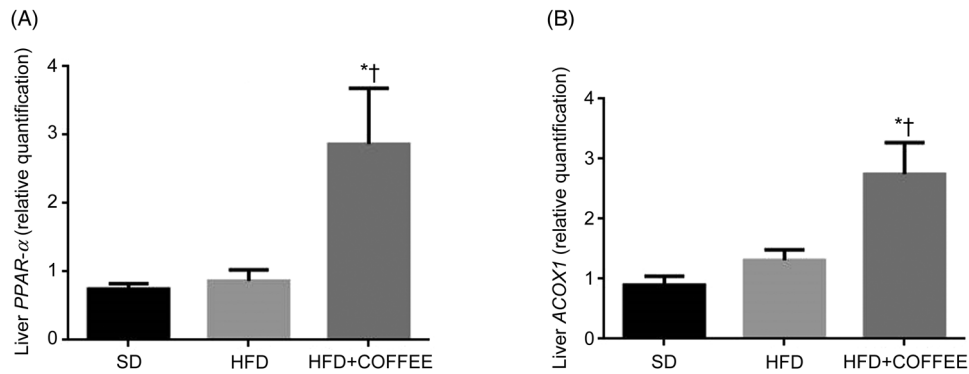 (A)
Liver PPAR-α (relative quantification)
4
3
2
1
0
*†
SD
HFD
HFD+COFFEE
(B)
Liver ACOX1 (relative quantification)
4
3
2
1
0
*†
SD
HFD
HFD+COFFEE